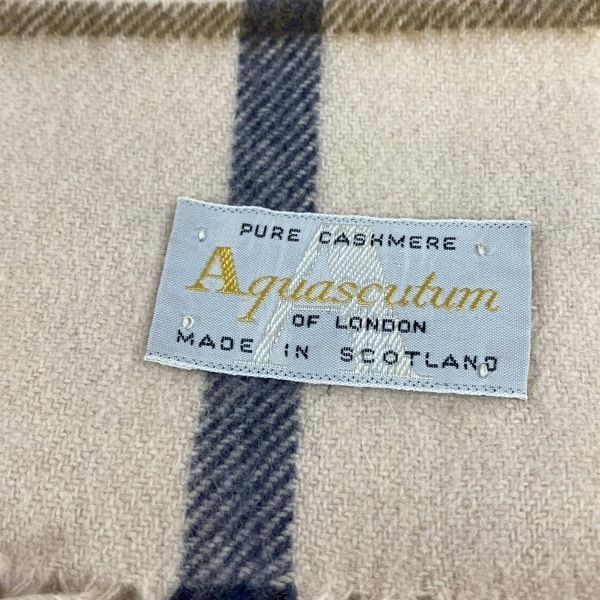 PURE CASHMERE
Aquascutum
OF LONDON
MADE IN SCOTLAND